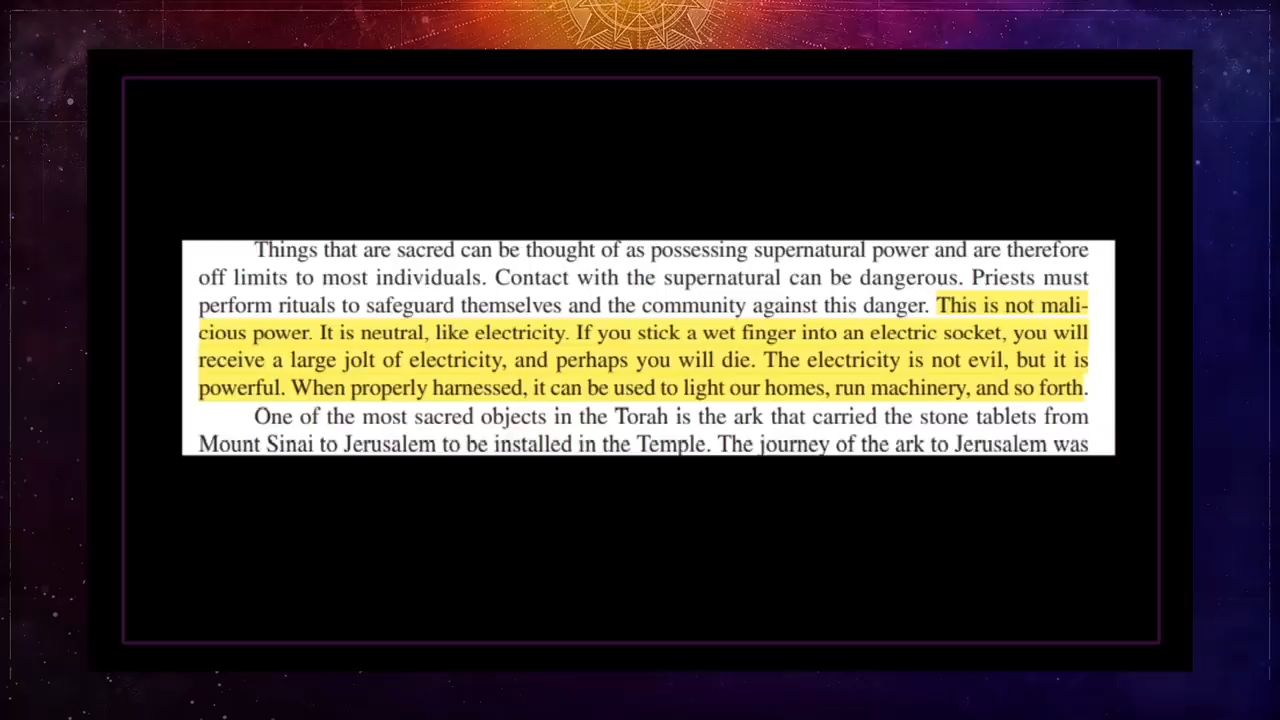 Things that are sacred can be thought of as possessing supernatural power and are therefore
off limits to most individuals. Contact with the supernatural can be dangerous. Priests must
perform rituals to safeguard themselves and the community against this danger. This is not mali-
cious power. It is neutral, like electricity. If you stick a wet finger into an electric socket, you will
receive a large jolt of electricity, and perhaps you will die. The electricity is not evil, but it is
powerful. When properly harnessed, it can be used to light our homes, run machinery, and so forth.
One of the most sacred objects in the Torah is the ark that carried the stone tablets from
Mount Sinai to Jerusalem to be installed in the Temple. The journey of the ark to Jerusalem was